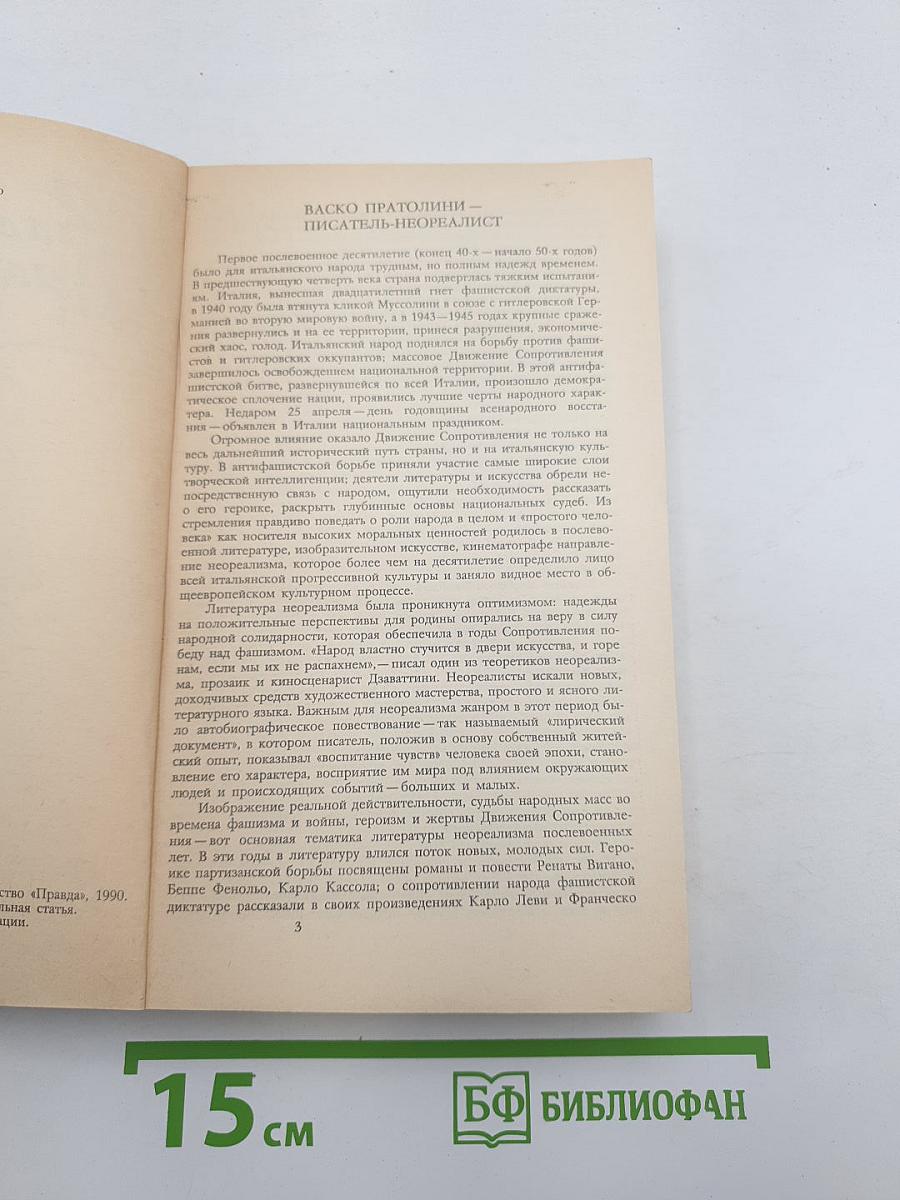 ВАСКО ПРАТОЛИНИ —
ПИСАТЕЛЬ-НЕОРЕАЛИСТ
Первое послевоенное десятилетие (конец 40-х — начало 50-х годов)
было для итальянского народа трудным, но полным надежд временем.
В предшествующую четверть века страна подверглась тяжким испытани-
ям. Италия, вынесшая двадцатилетний гнет фашистской диктатуры,
в 1940 году была втянута кликой Муссолини в союзе с гитлеровской Гер-
манией во вторую мировую войну, а в 1943—1945 годах крупные сраже-
ния развернулись и на ее территории, принеся разрушения, экономиче-
ский хаос, голод. Итальянский народ поднялся на борьбу против фаши-
стов и гитлеровских оккупантов; массовое Движение Сопротивления
завершилось освобождением национальной территории. В этой антифа-
шистской битве, развернувшейся по всей Италии, произошло демокра-
тическое сплочение нации, проявились лучшие черты народного харак-
тера. Недаром 25 апреля — день годовщины всенародного восста-
ния — объявлен в Италии национальным праздником.
Огромное влияние оказало Движение Сопротивления не только на
весь дальнейший исторический путь страны, но и на итальянскую куль-
туру. В антифашистской борьбе приняли участие самые широкие слои
творческой интеллигенции; деятели литературы и искусства обрели не-
посредственную связь с народом, ощутили необходимость рассказать
о его героике, раскрыть глубинные основы национальных судеб. Из
стремления правдиво поведать о роли народа в целом и «простого чело-
века» как носителя высоких моральных ценностей родилось в послево-
енной литературе, изобразительном искусстве, кинематографе направле-
ние неореализма, которое более чем на десятилетие определило лицо
всей итальянской прогрессивной культуры и заняло видное место в об-
щеевропейском культурном процессе.
Литература неореализма была проникнута оптимизмом: надежды
на положительные перспективы для родины опирались на веру в силу
народной солидарности, которая обеспечила в годы Сопротивления по-
беду над фашизмом. «Народ властно стучится в двери искусства, и горе
нам, если мы их не распахнем», — писал один из теоретиков неореализ-
ма, прозаик и киносценарист Дзаваттини. Неореалисты искали новых,
доходчивых средств художественного мастерства, простого и ясного ли-
тературного языка. Важным для неореализма жанром в этот период бы-
ло автобиографическое повествование — так называемый «лирический
документ», в котором писатель, положив в основу собственный житей-
ский опыт, показывал «воспитание чувств» человека своей эпохи, стано-
вление его характера, восприятие им мира под влиянием окружающих
людей и происходящих событий — больших и малых.
Изображение реальной действительности, судьбы народных масс во
времена фашизма и войны, героизм и жертвы Движения Сопротивле-
ния — вот основная тематика литературы неореализма послевоенных
лет. В эти годы в литературу влился поток новых, молодых сил. Геро-
ике партизанской борьбы посвящены романы и повести Ренаты Вигано,
Беппе Фенольо, Карло Кассола; о сопротивлении народа фашистской
диктатуре рассказали в своих произведениях Карло Леви и Франческо
3
ство «Правда», 1990.
льная статья.
ации.
15 см
БФ БИБЛИОФАН